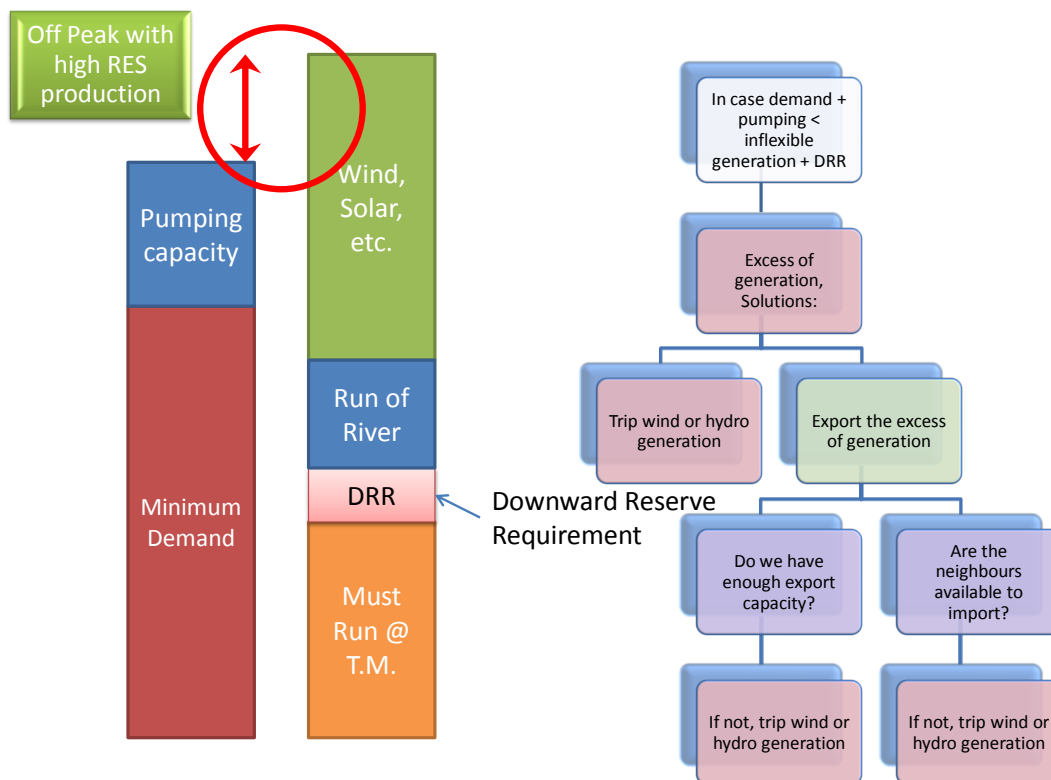 Off Peak with
high RES
production
Pumping
capacity
Minimum
Demand
Wind,
Solar,
etc.
Run of
River
DRR
Must
Run @
T.M.
Downward Reserve
Requirement
In case demand +
pumping <
inflexible
generation + DRR
Excess of
generation,
Solutions:
Trip wind or hydro
generation
Export the excess
of generation
Do we have
enough export
capacity?
Are the
neighbours
available to
import?
If not, trip wind or
hydro generation
If not, trip wind or
hydro generation